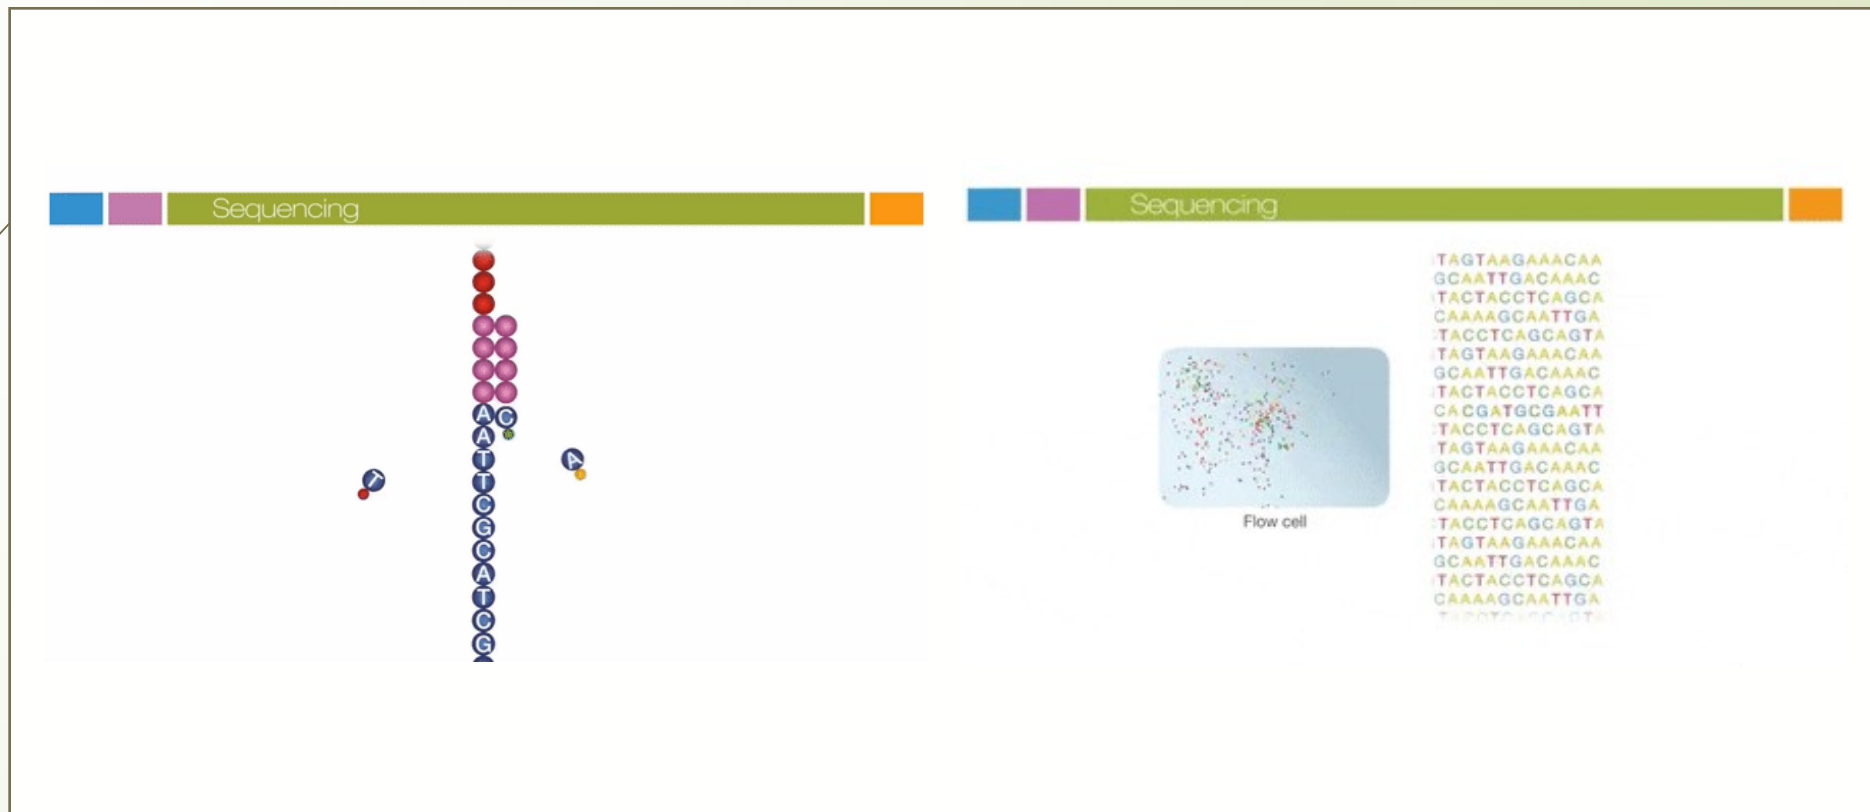 Sequencing
A C
A
T
T
C
G
C
A
T
C
G
T
A
Sequencing
TAGTAAGAAACAA
GCAATTGACAAAC
TACTACCTCAGCA
CAAAAGCAATTGA
TACCTCAGCAGTA
TAGTAAGAAACAA
GCAATTGACAAAC
TACTACCTCAGCA
CACGATGCGAATT
TACCTCAGCAGTA
TAGTAAGAAACAA
GCAATTGACAAAC
TACTACCTCAGCA
CAAAAGCAATTGA
TACCTCAGCAGTA
TAGTAAGAAACAA
GCAATTGACAAAC
TACTACCTCAGCA
CAAAAGCAATTGA
Flow cell